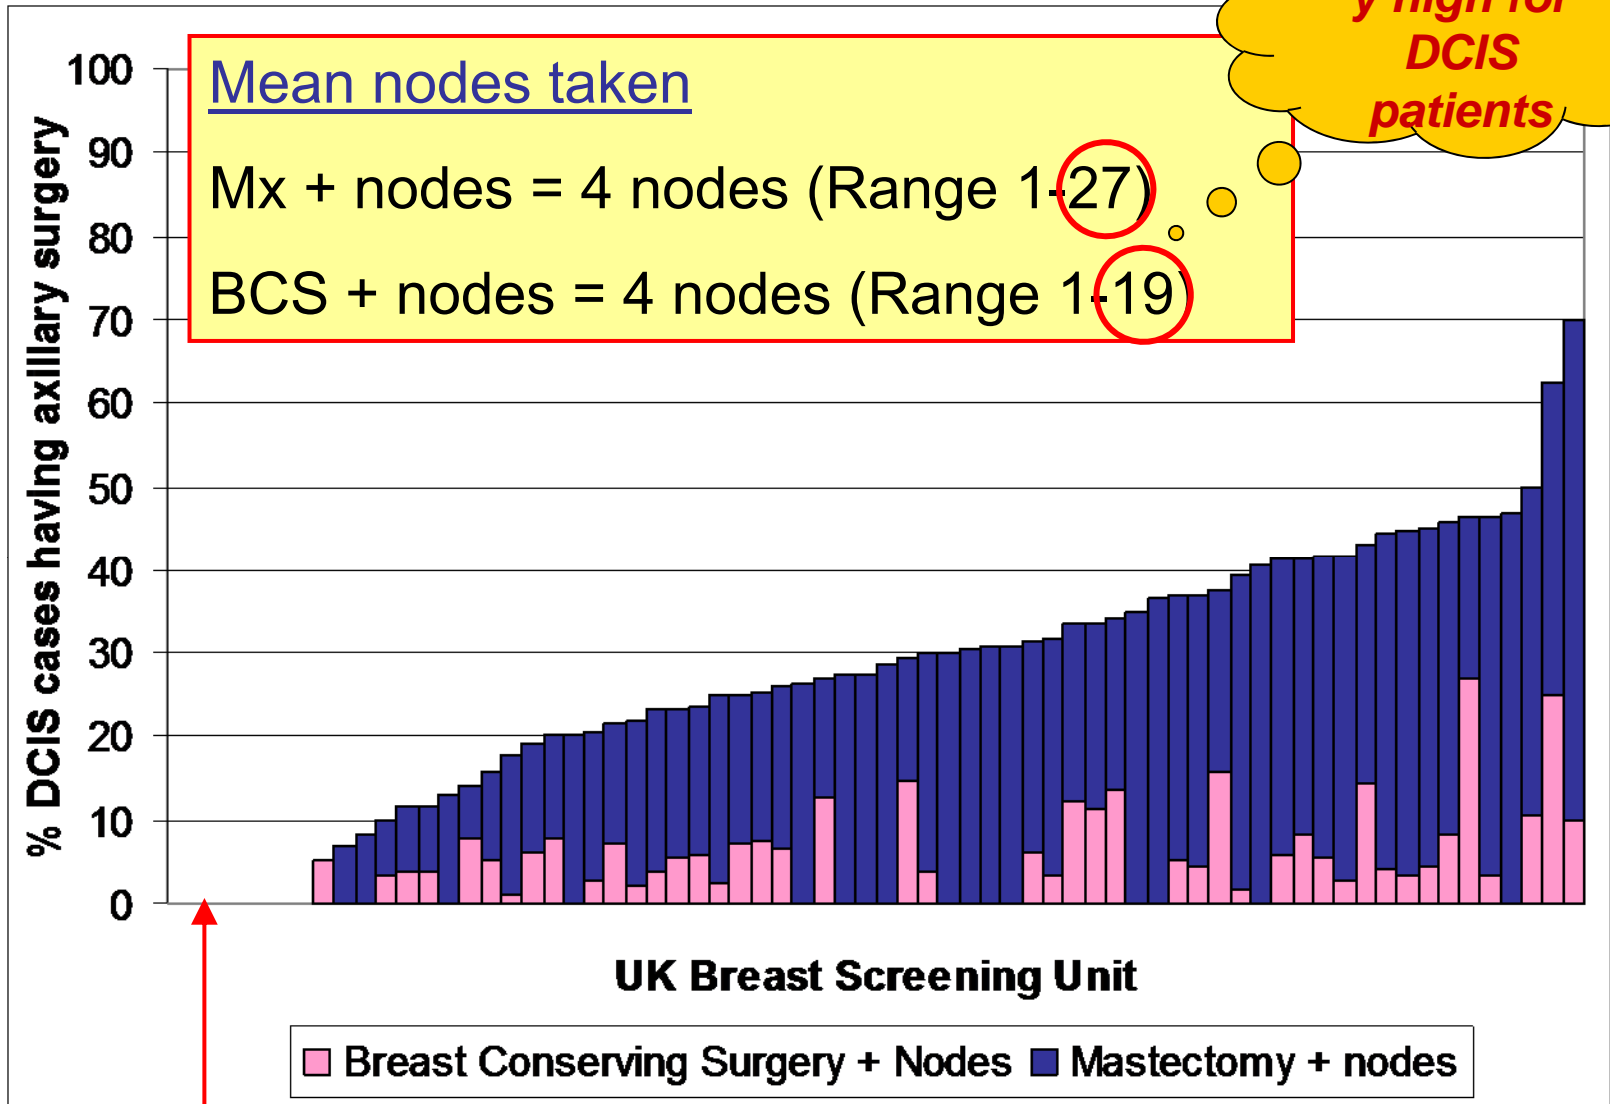 y high for
DCIS
patients
Mean nodes taken
Mx + nodes = 4 nodes (Range 1-27)
BCS + nodes = 4 nodes (Range 1-19)
% DCIS cases having axillary surgery
100
90
80
70
60
50
40
30
20
10
0
UK Breast Screening Unit
Breast Conserving Surgery + Nodes
Mastectomy + nodes